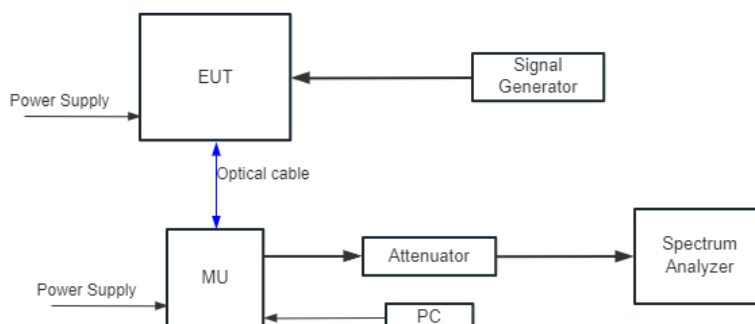 EUT
Signal
Generator
Power Supply
Optical cable
MU
Attenuator
Spectrum
Analyzer
Power Supply
PC